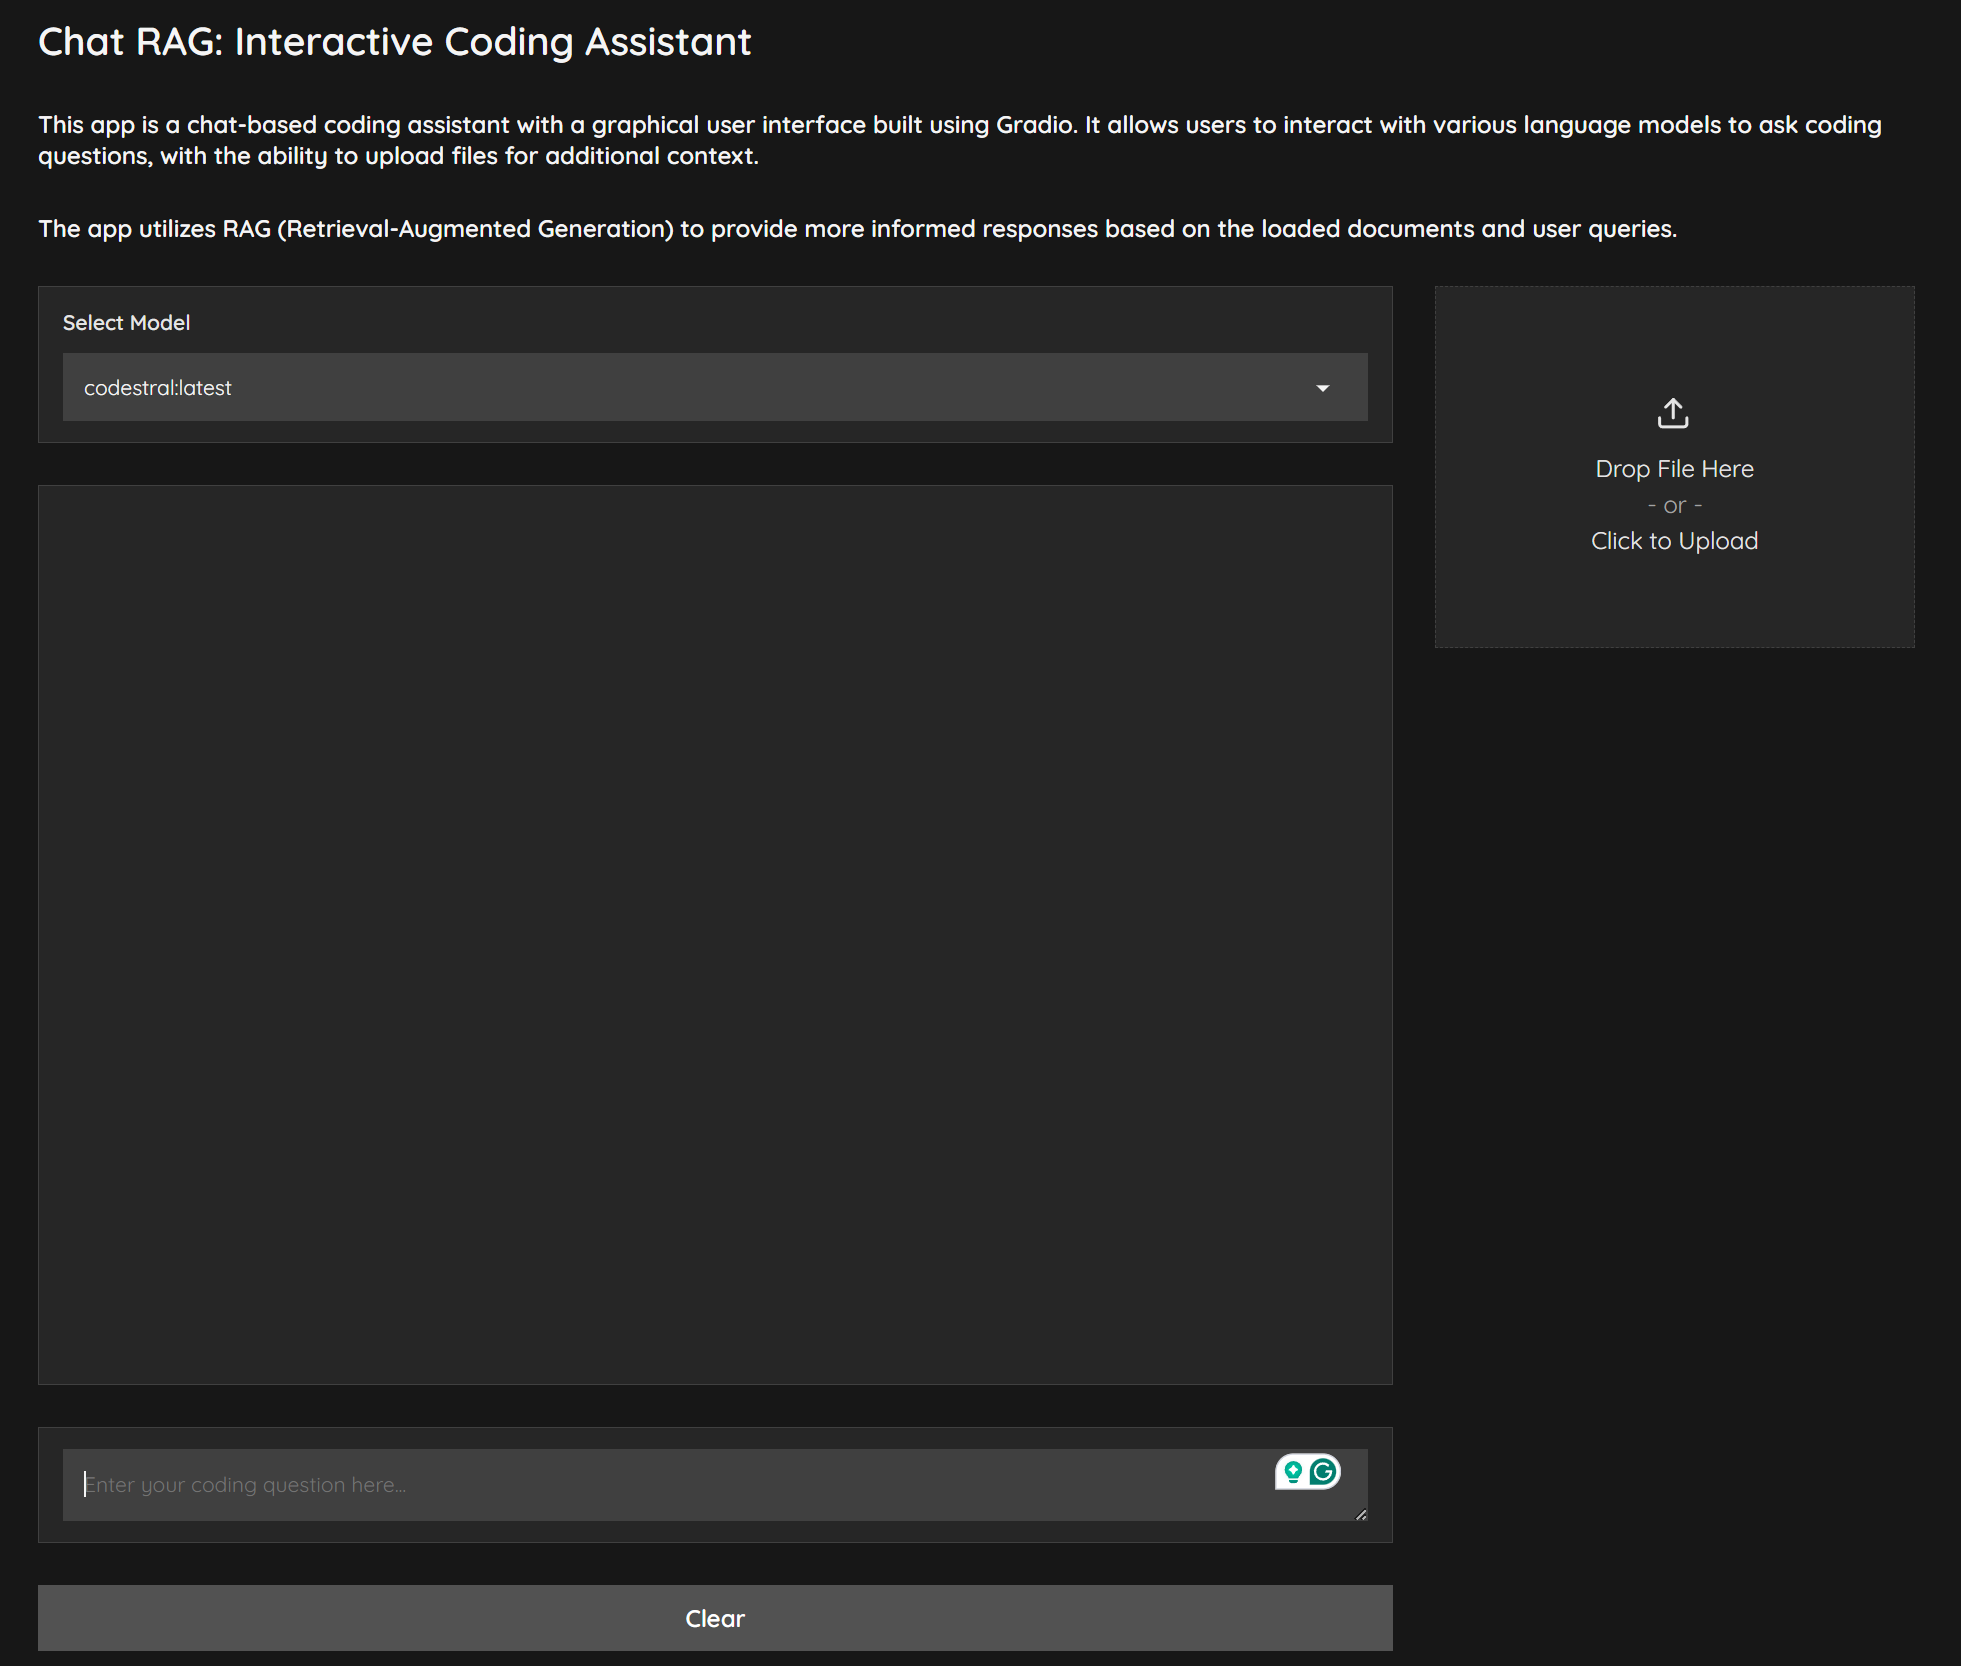 Chat RAG: Interactive Coding Assistant
This app is a chat-based coding assistant with a graphical user interface built using Gradio. It allows users to interact with various language models to ask coding
questions, with the ability to upload files for additional context.
The app utilizes RAG (Retrieval-Augmented Generation) to provide more informed responses based on the loaded documents and user queries.
Select Model
codestral:latest
Drop File Here
- or -
Click to Upload
Enter your coding question here...
Clear